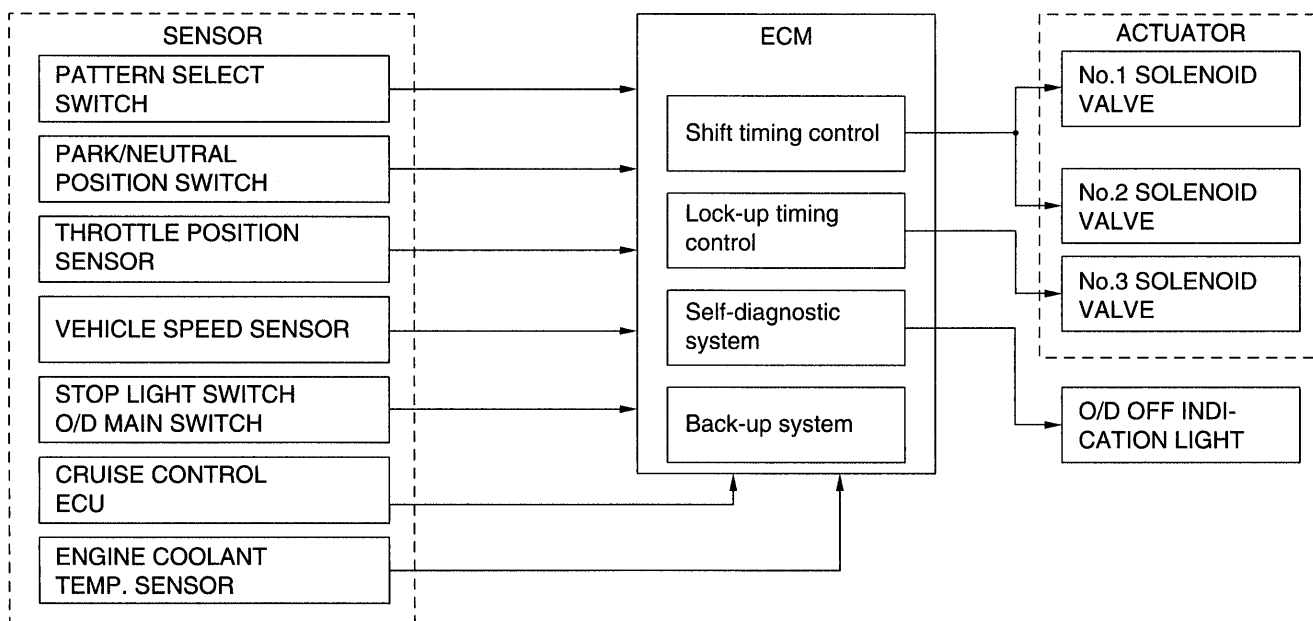 SENSOR
PATTERN SELECT
SWITCH
PARK/NEUTRAL
POSITION SWITCH
THROTTLE POSITION
SENSOR
VEHICLE SPEED SENSOR
STOP LIGHT SWITCH
O/D MAIN SWITCH
CRUISE CONTROL
ECU
ENGINE COOLANT
TEMP. SENSOR
ECM
Shift timing control
Lock-up timing
control
Self-diagnostic
system
Back-up system
ACTUATOR
No.1 SOLENOID
VALVE
No.2 SOLENOID
VALVE
No.3 SOLENOID
VALVE
O/D OFF INDI-
CATION LIGHT